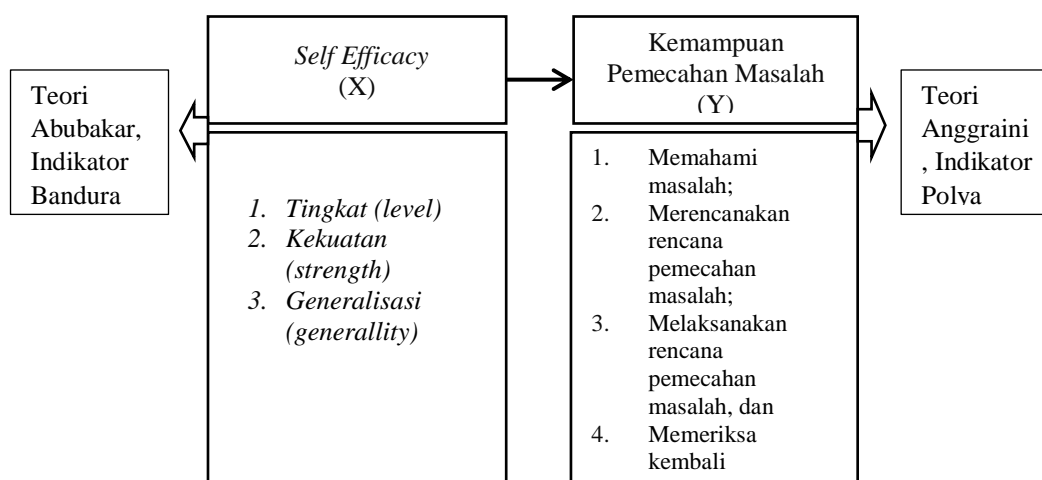 Self Efficacy
(X)
Kemampuan
Pemecahan Masalah
(Y)
Teori
Abubakar,
Indikator
Bandura
Teori
Anggraini
, Indikator
Polya
1. Tingkat (level)
2. Kekuatan
(strength)
3. Generalisasi
(generallity)
1. Memahami
masalah;
2. Merencanakan
rencana
pemecahan
masalah;
3. Melaksanakan
rencana
pemecahan
masalah, dan
4. Memeriksa
kembali